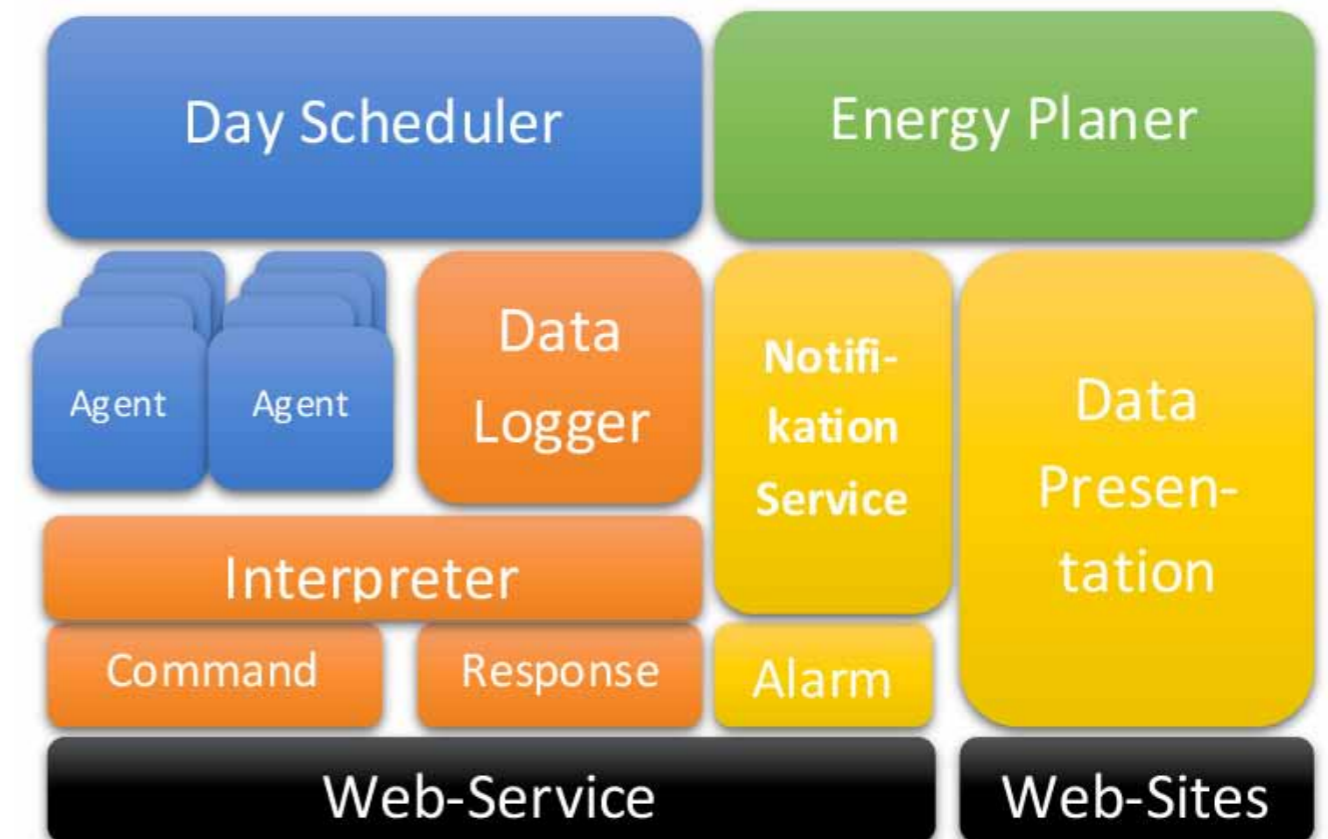 Day Scheduler
Energy Planer
Agent
Agent
Data
Logger
Notifi-
kation
Service
Data
Presen-
tation
Interpreter
Command
Response
Alarm
Web-Service
Web-Sites